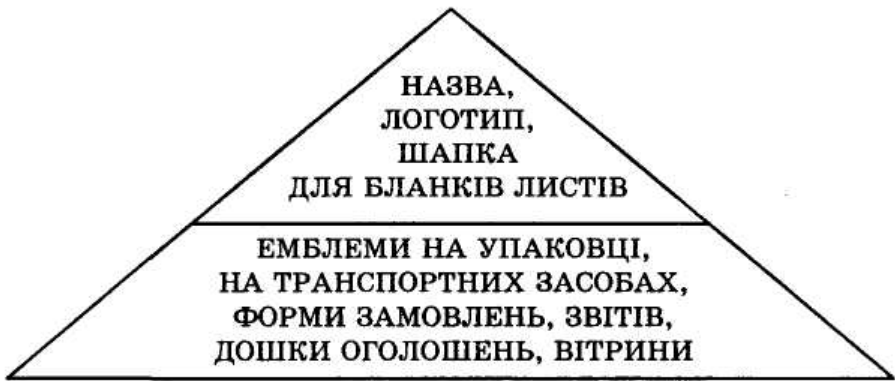 НАЗВА,
ЛОГОТИП,
ШАПКА
ДЛЯ БЛАНКІВ ЛИСТІВ
ЕМБЛЕМИ НА УПАКОВЦІ,
НА ТРАНСПОРТНИХ ЗАСОБАХ,
ФОРМИ ЗАМОВЛЕНЬ, ЗВІТІВ,
ДОШКИ ОГОЛОШЕНЬ, ВІТРИНИ